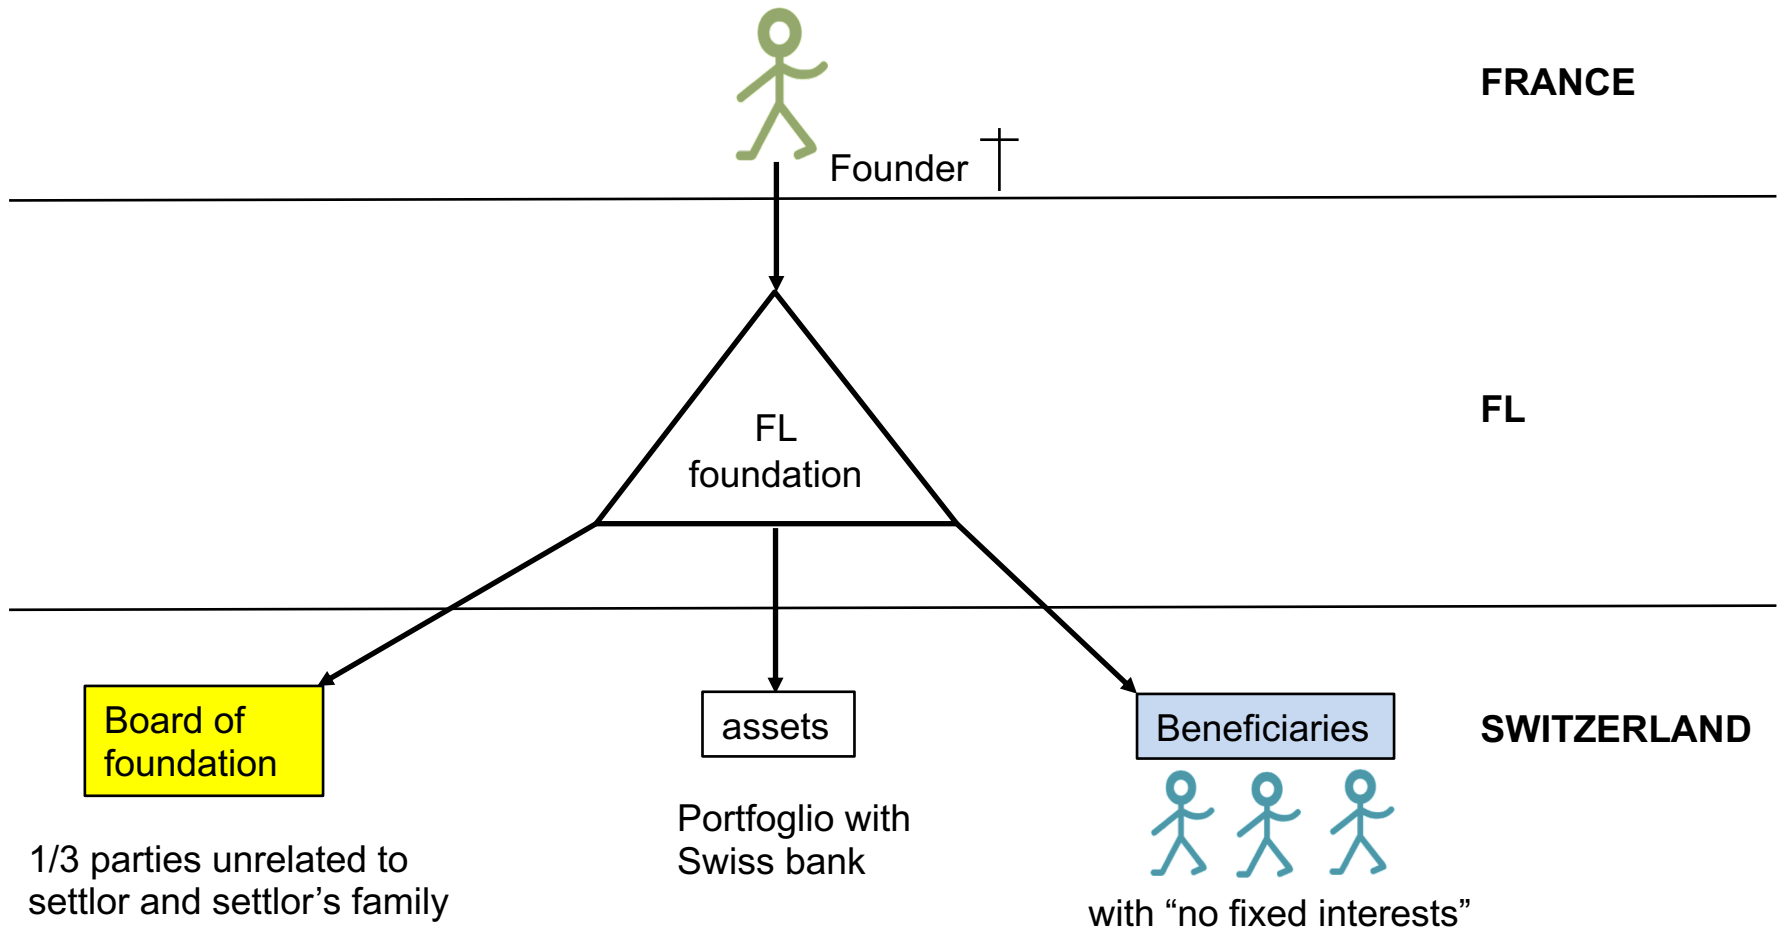 FRANCE
Founder
FL
foundation
FL
Board of
foundation
1/3 parties unrelated to
settlor and settlor’s family
assets
Portfoglio with
Swiss bank
Beneficiaries
with “no fixed interests”
SWITZERLAND